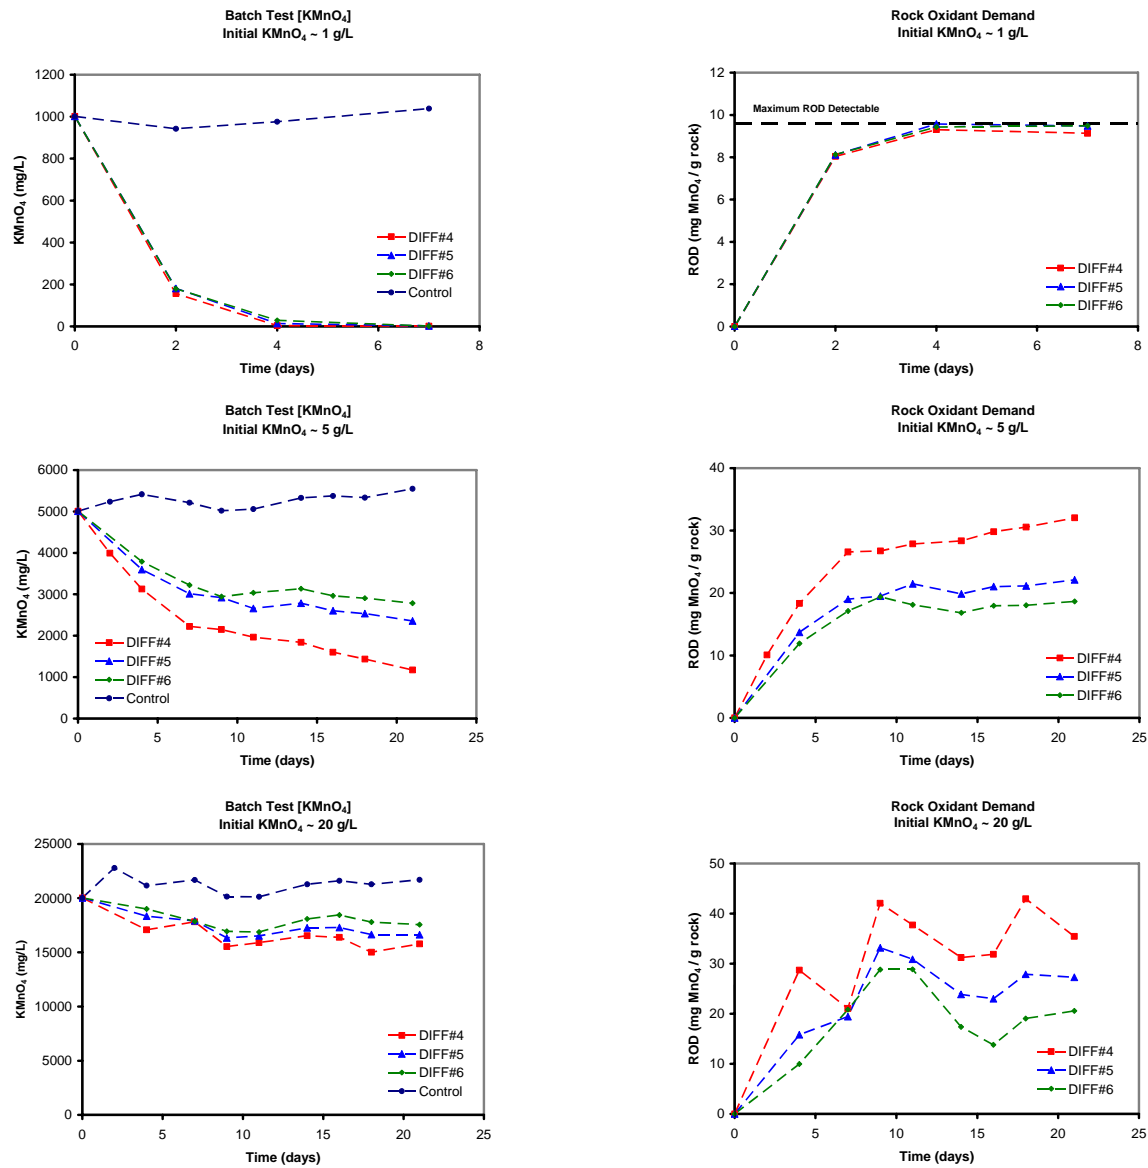 Batch Test [KMnO₄]
Initial KMnO₄ ~ 1 g/L
KMnO₄ (mg/L)
1200
1000
800
600
400
200
0
DIFF#4
DIFF#5
DIFF#6
Control
0 2 4 6 8
Time (days)
Rock Oxidant Demand
Initial KMnO₄ ~ 1 g/L
ROD (mg MnO₄ / g rock)
12
10
8
6
4
2
0
Maximum ROD Detectable
DIFF#4
DIFF#5
DIFF#6
0 2 4 6 8
Time (days)
Batch Test [KMnO₄]
Initial KMnO₄ ~ 5 g/L
KMnO₄ (mg/L)
6000
5000
4000
3000
2000
1000
0
DIFF#4
DIFF#5
DIFF#6
Control
0 5 10 15 20 25
Time (days)
Rock Oxidant Demand
Initial KMnO₄ ~ 5 g/L
ROD (mg MnO₄ / g rock)
40
30
20
10
0
DIFF#4
DIFF#5
DIFF#6
0 5 10 15 20 25
Time (days)
Batch Test [KMnO₄]
Initial KMnO₄ ~ 20 g/L
KMnO₄ (mg/L)
25000
20000
15000
10000
5000
0
DIFF#4
DIFF#5
DIFF#6
Control
0 5 10 15 20 25
Time (days)
Rock Oxidant Demand
Initial KMnO₄ ~ 20 g/L
ROD (mg MnO₄ / g rock)
50
40
30
20
10
0
DIFF#4
DIFF#5
DIFF#6
0 5 10 15 20 25
Time (days)